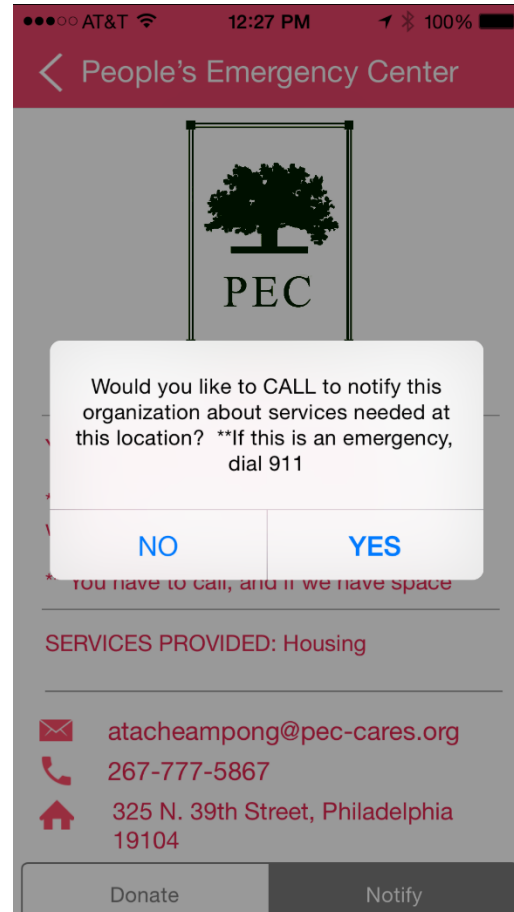 AT&T 12:27 PM 100%
People's Emergency Center
PEC
Would you like to CALL to notify this
organization about services needed at
this location? **If this is an emergency,
dial 911
NO YES
** You have to call, and if we have space
SERVICES PROVIDED: Housing
atacheampong@pec-cares.org
267-777-5867
325 N. 39th Street, Philadelphia
19104
Donate Notify